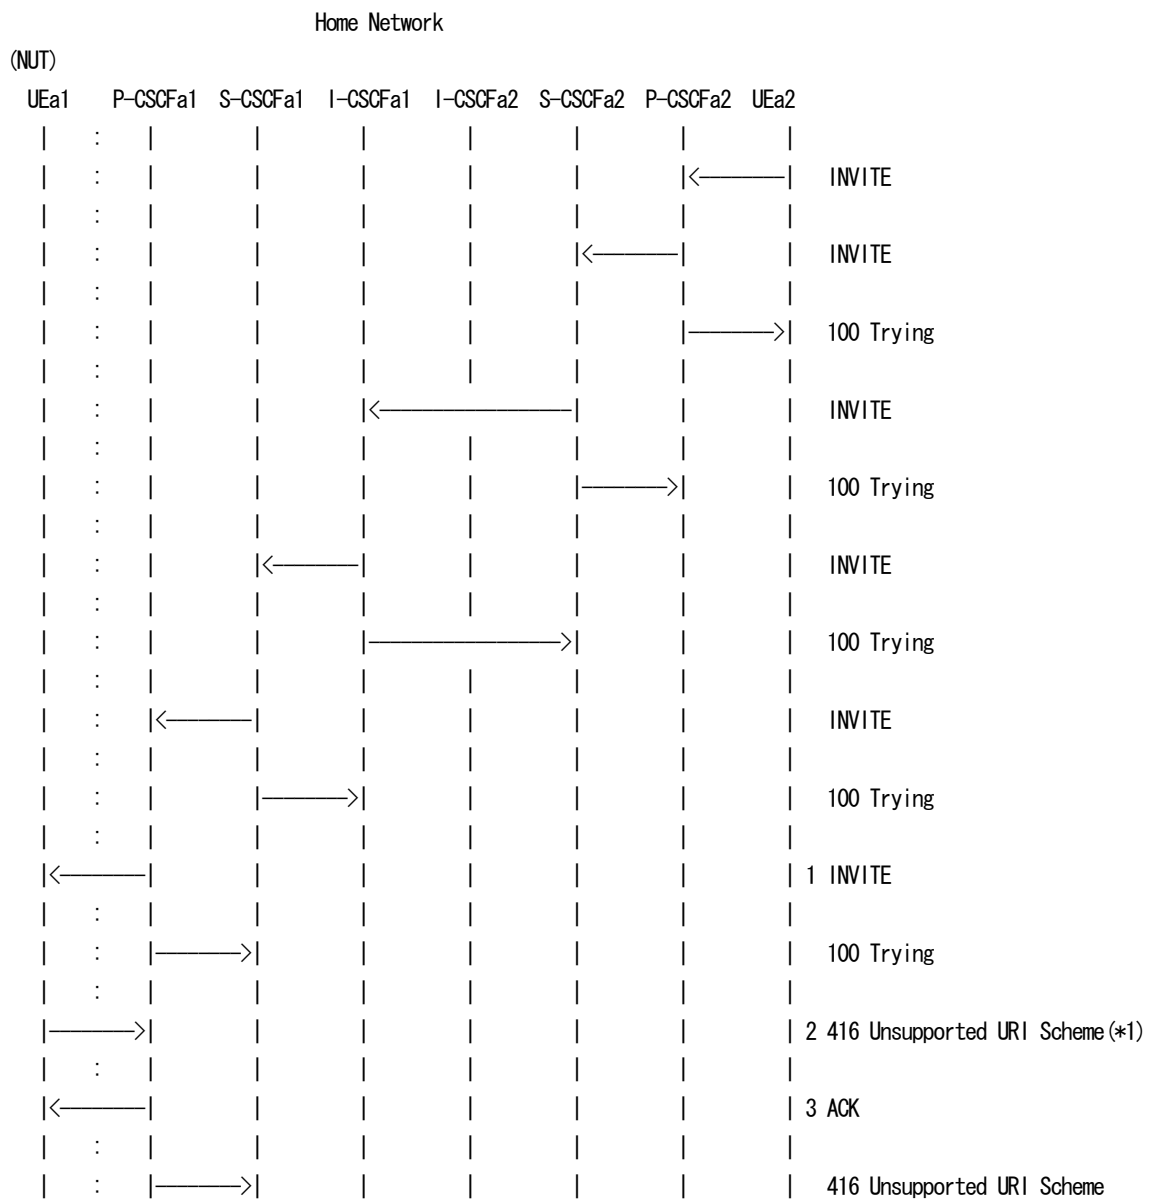 Home Network
(NUT)
UEa1 P-CSCFa1 S-CSCFa1 I-CSCFa1 I-CSCFa2 S-CSCFa2 P-CSCFa2 UEa2
INVITE
INVITE
100 Trying
INVITE
100 Trying
INVITE
100 Trying
INVITE
100 Trying
1 INVITE
100 Trying
2 416 Unsupported URI Scheme(*1)
3 ACK
416 Unsupported URI Scheme